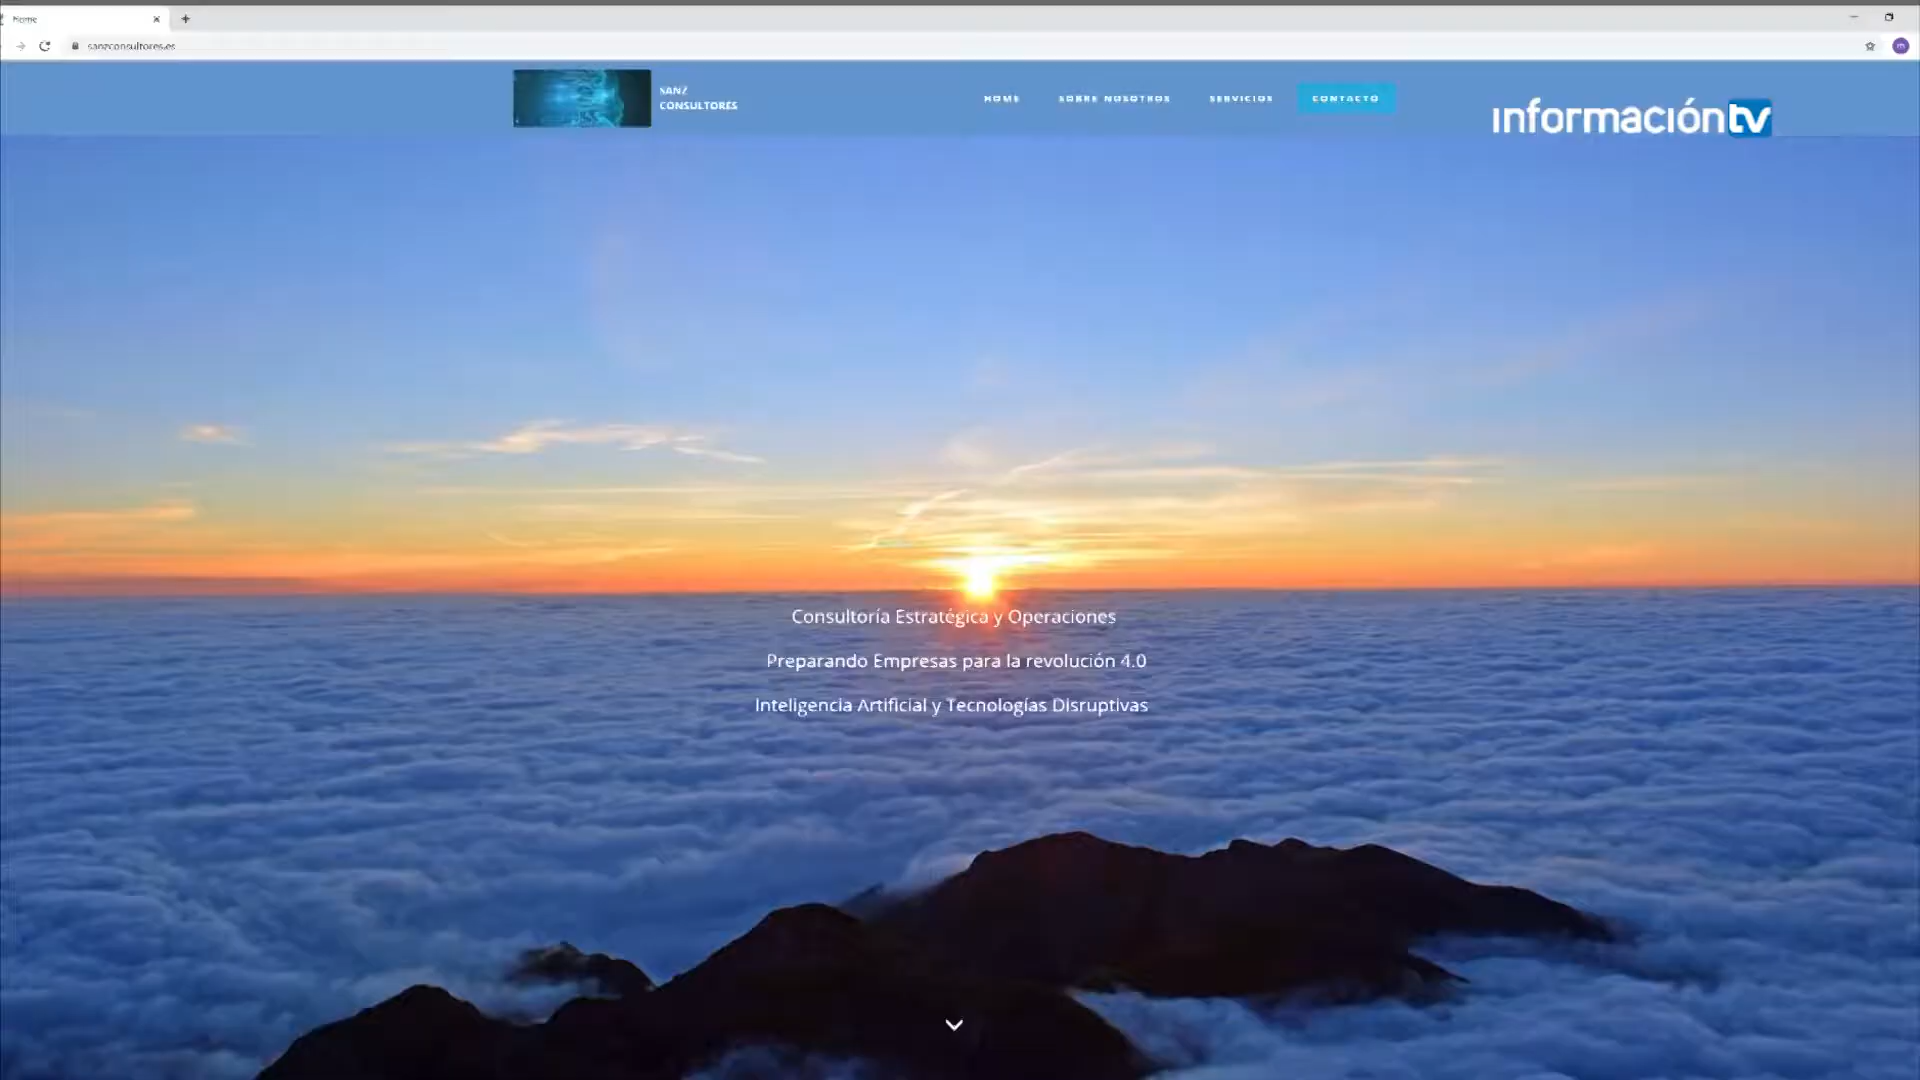 Home
sanzconsultores.es
SANZ
CONSULTORES
HOME
SOBRE NOSOTROS
SERVICIOS
CONTACTO
informacióntv
Consultoría Estratégica y Operaciones
Preparando Empresas para la revolución 4.0
Inteligencia Artificial y Tecnologías Disruptivas